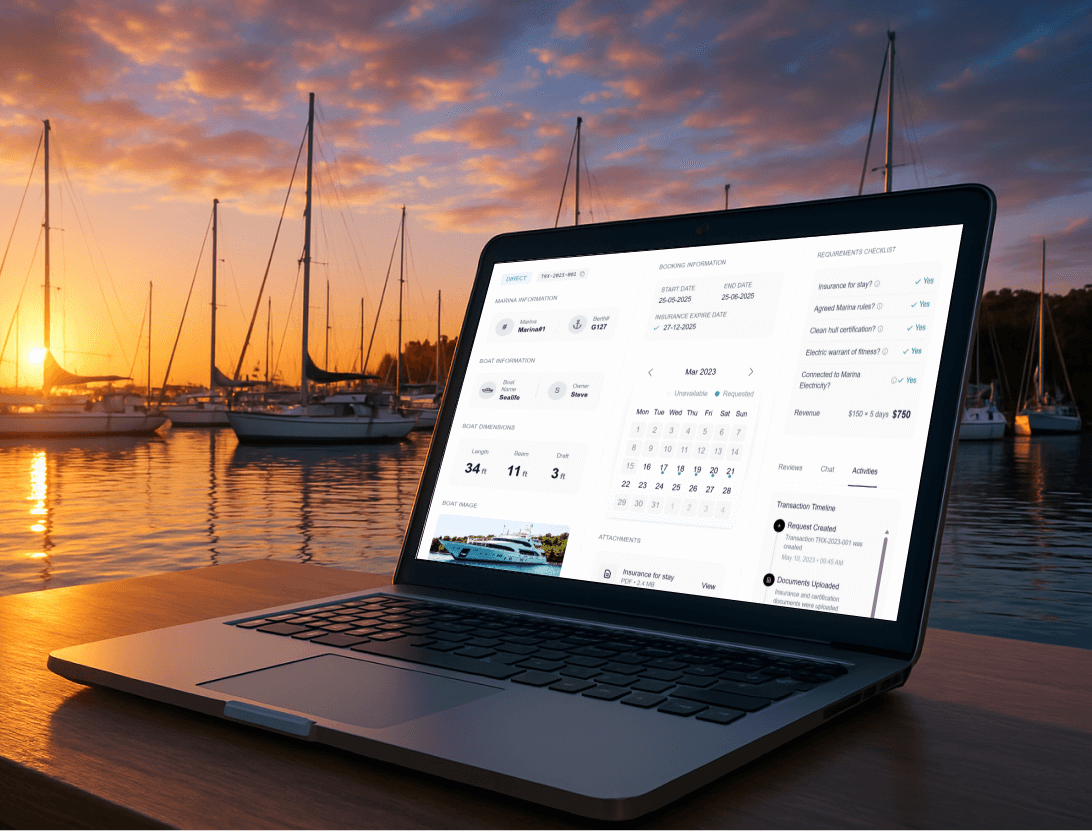 DIRECT TRX-2023-001
MARINA INFORMATION
#
Marina
Marina#1
Berth#
G127
BOAT INFORMATION
Boat
Name
Sealife
S
Owner
Steve
BOAT DIMENSIONS
Length
34 ft
Beam
11 ft
Draft
3 ft
BOAT IMAGE
BOOKING INFORMATION
START DATE
25-05-2025
END DATE
25-06-2025
INSURANCE EXPIRE DATE
27-12-2025
Mar 2023
Unavailable Requested
Mon Tue Wed Thu Fri Sat Sun
1 2 3 4 5 6 7
8 9 10 11 12 13 14
15 16 17 18 19 20 21
22 23 24 25 26 27 28
29 30 31 1 2 3 4
ATTACHMENTS
Insurance for stay
PDF • 2.4 MB
View
REQUIREMENTS CHECKLIST
Insurance for stay? Yes
Agreed Marina rules? Yes
Clean hull certification? Yes
Electric warrant of fitness? Yes
Connected to Marina
Electricity? Yes
Revenue $150 × 5 days $750
Reviews Chat Activities
Transaction Timeline
Request Created
Transaction TRX-2023-001 was
created
May 10, 2023 • 09:45 AM
Documents Uploaded
Insurance and certification
documents were uploaded